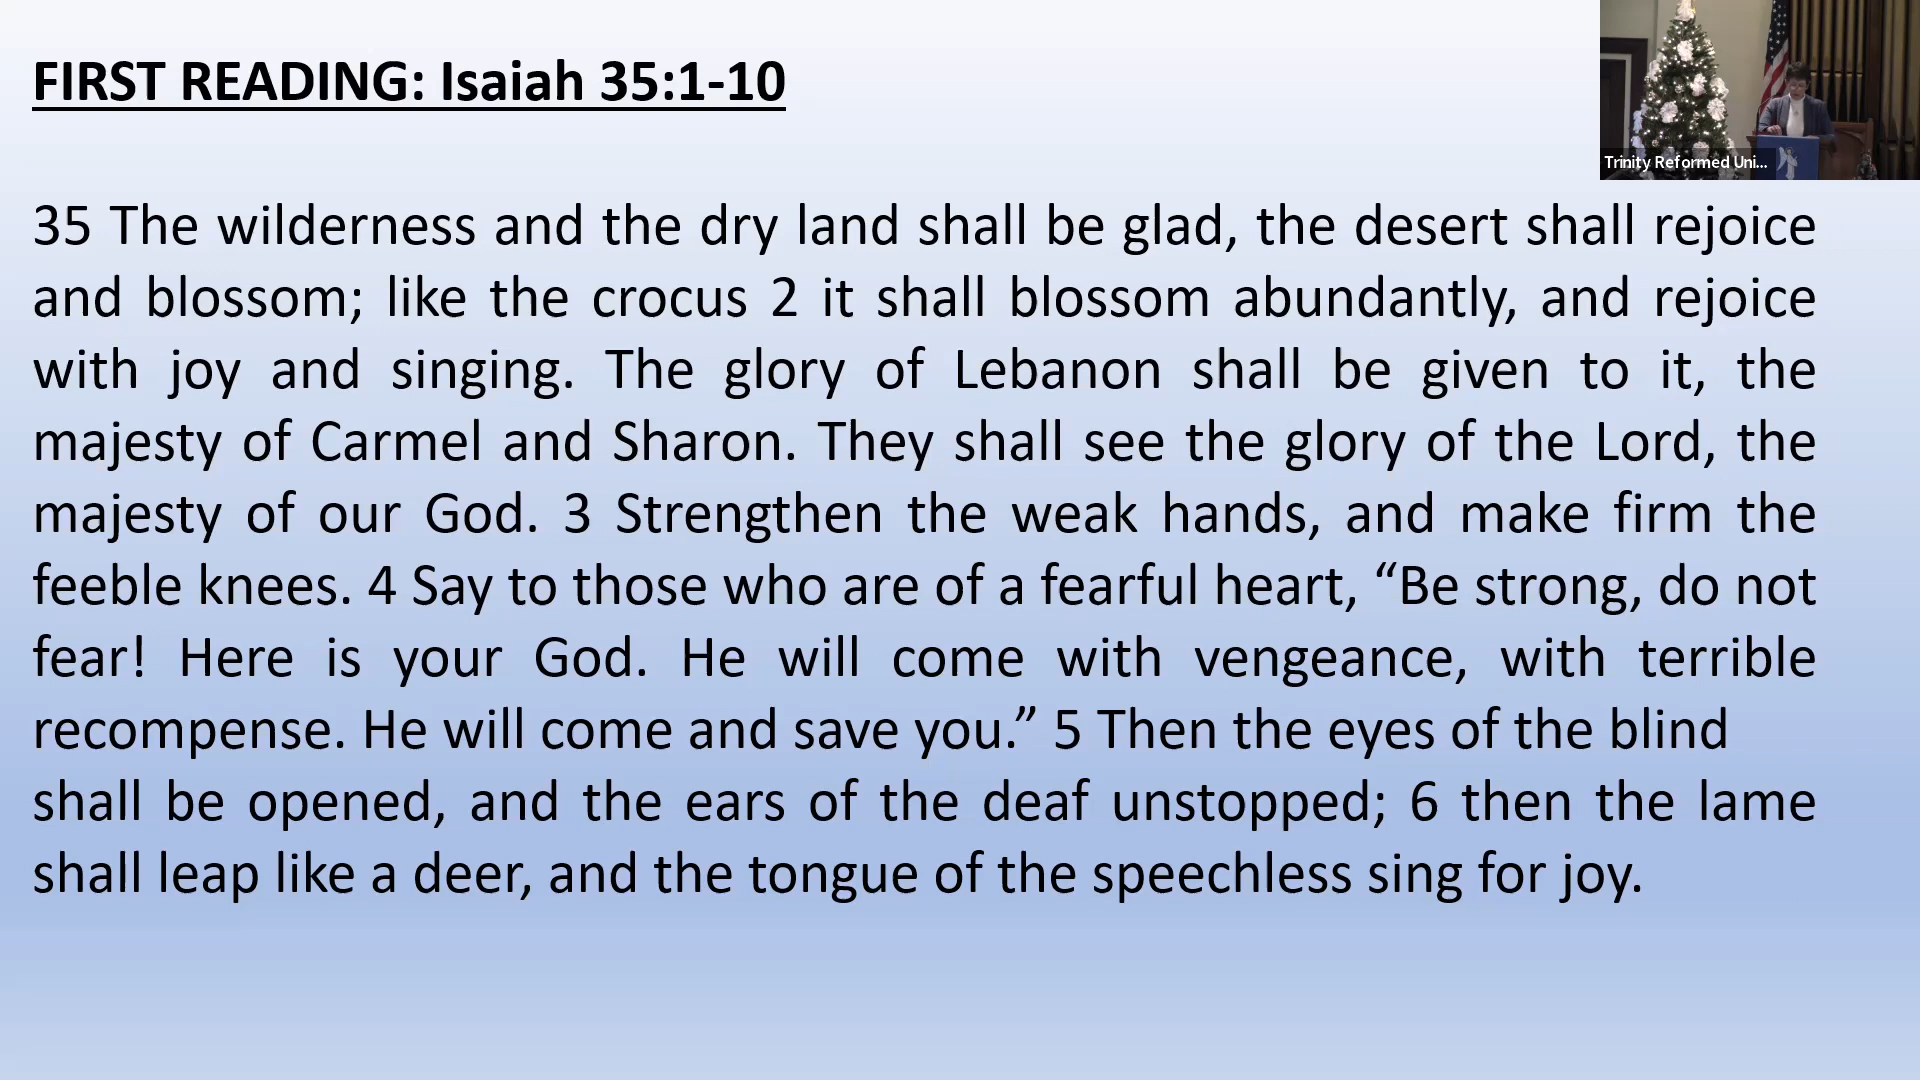 FIRST READING: Isaiah 35:1-10
Trinity Reformed Uni...
35 The wilderness and the dry land shall be glad, the desert shall rejoice
and blossom; like the crocus 2 it shall blossom abundantly, and rejoice
with joy and singing. The glory of Lebanon shall be given to it, the
majesty of Carmel and Sharon. They shall see the glory of the Lord, the
majesty of our God. 3 Strengthen the weak hands, and make firm the
feeble knees. 4 Say to those who are of a fearful heart, “Be strong, do not
fear! Here is your God. He will come with vengeance, with terrible
recompense. He will come and save you.” 5 Then the eyes of the blind
shall be opened, and the ears of the deaf unstopped; 6 then the lame
shall leap like a deer, and the tongue of the speechless sing for joy.